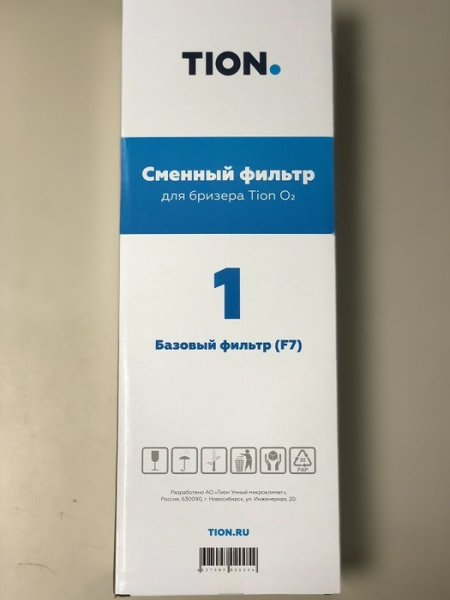 TION.
Сменный фильтр
для бризера Tion O₂
1
Базовый фильтр (F7)
PAP
Разработано АО «Тион Умный микроклимат»,
Россия, 630090, г. Новосибирск, ул. Инженерная, 20.
TION.RU